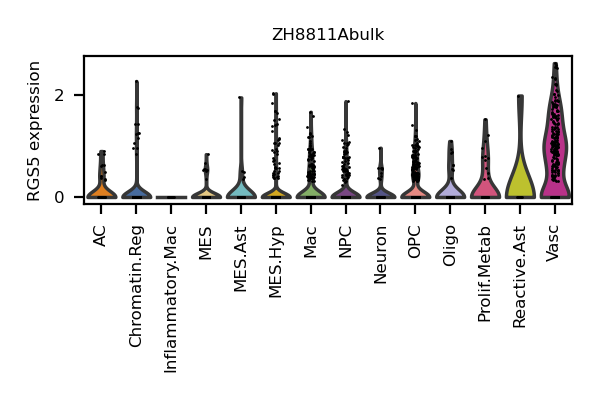 ZH8811Abulk
RGS5 expression
2
0
AC
Chromatin.Reg
Inflammatory.Mac
MES
MES.Ast
MES.Hyp
Mac
NPC
Neuron
OPC
Oligo
Prolif.Metab
Reactive.Ast
Vasc